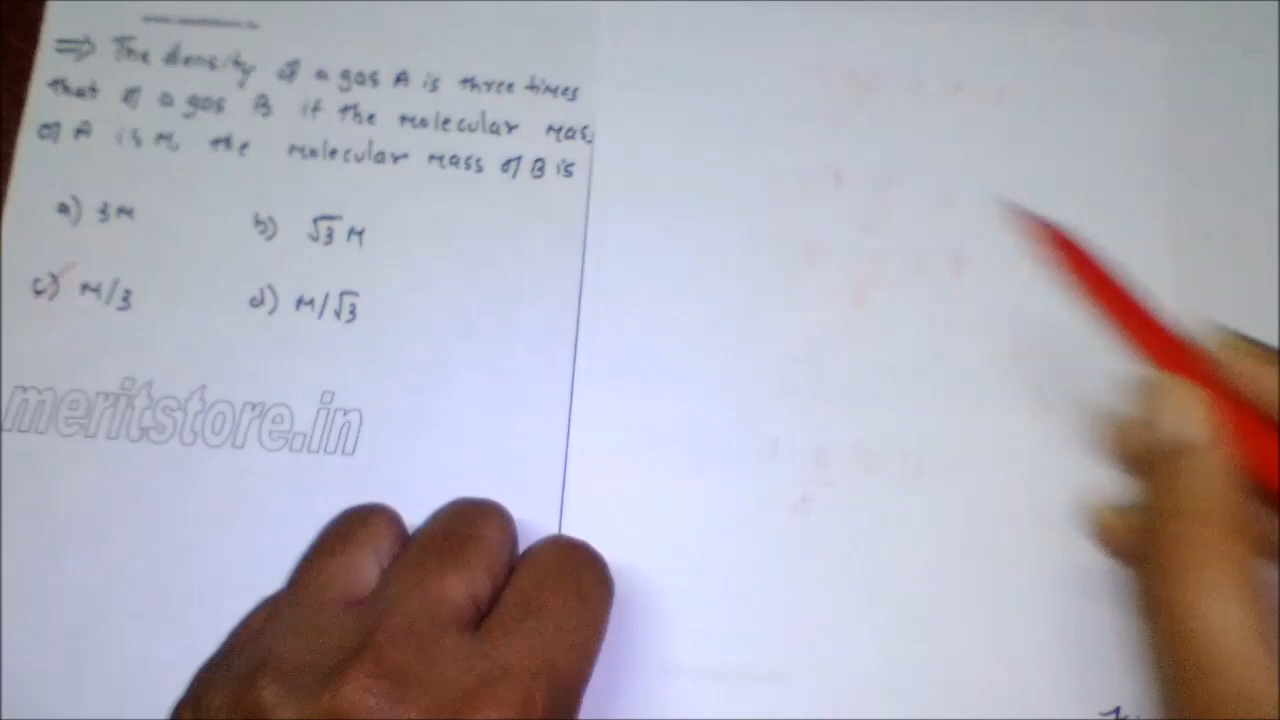 ⇒ The density of a gas A is three times
that of a gas B if the molecular mas
of A is M, the molecular mass of B is
a) 3M b) √3 M
c) M/3 d) M/√3
meritstore.in